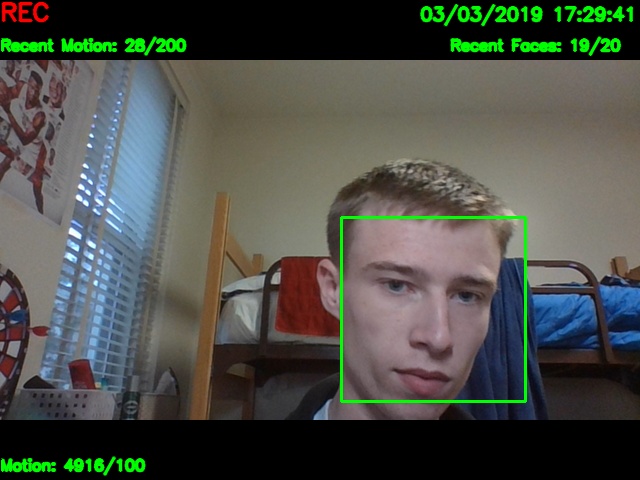 REC
03/03/2019 17:29:41
Recent Motion: 28/200
Recent Faces: 19/20
Motion: 4916/100